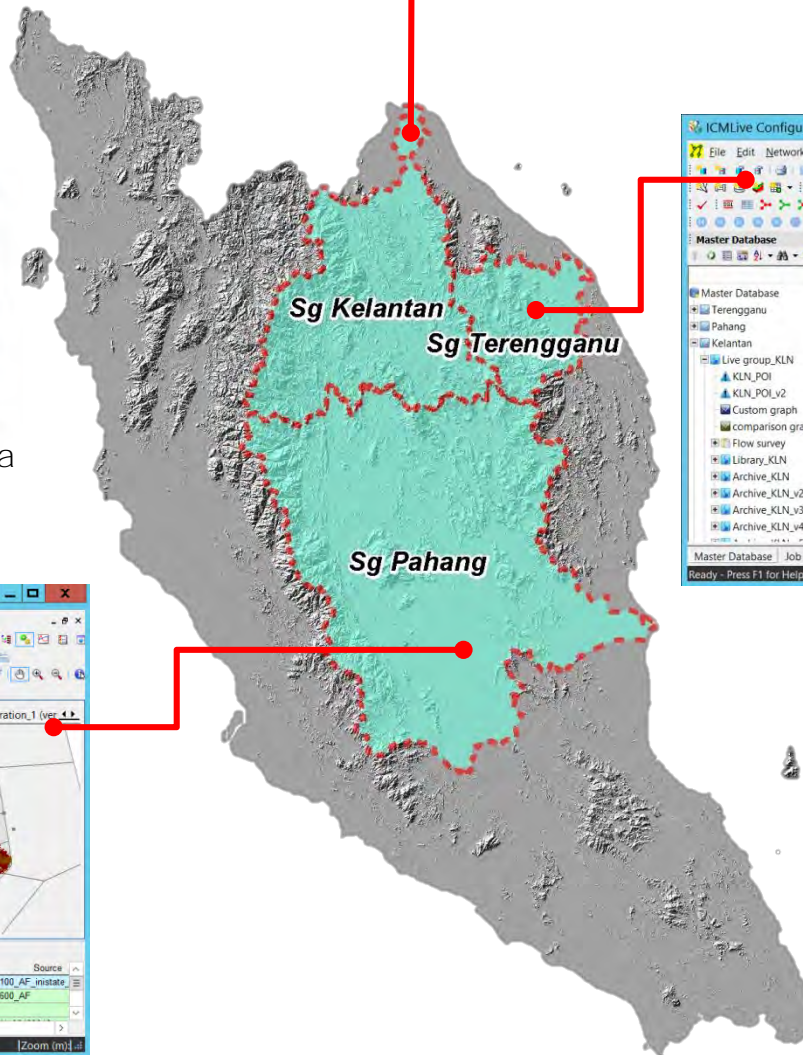 ICMLive Configu
File Edit Network
Master Database
Master Database
Terengganu
Pahang
Kelantan
Live group_KLN
KLN_POI
KLN_POI_v2
Custom graph
comparison gra
Flow survey
Library_KLN
Archive_KLN
Archive_KLN_v2
Archive_KLN_v3
Archive_KLN_v4
Master Database Job
Ready - Press F1 for Help
Sg Kelantan
Sg Terengganu
a
Sg Pahang
ration_1 (ver
Source
100_AF_inistate_
600_AF
Zoom (m):